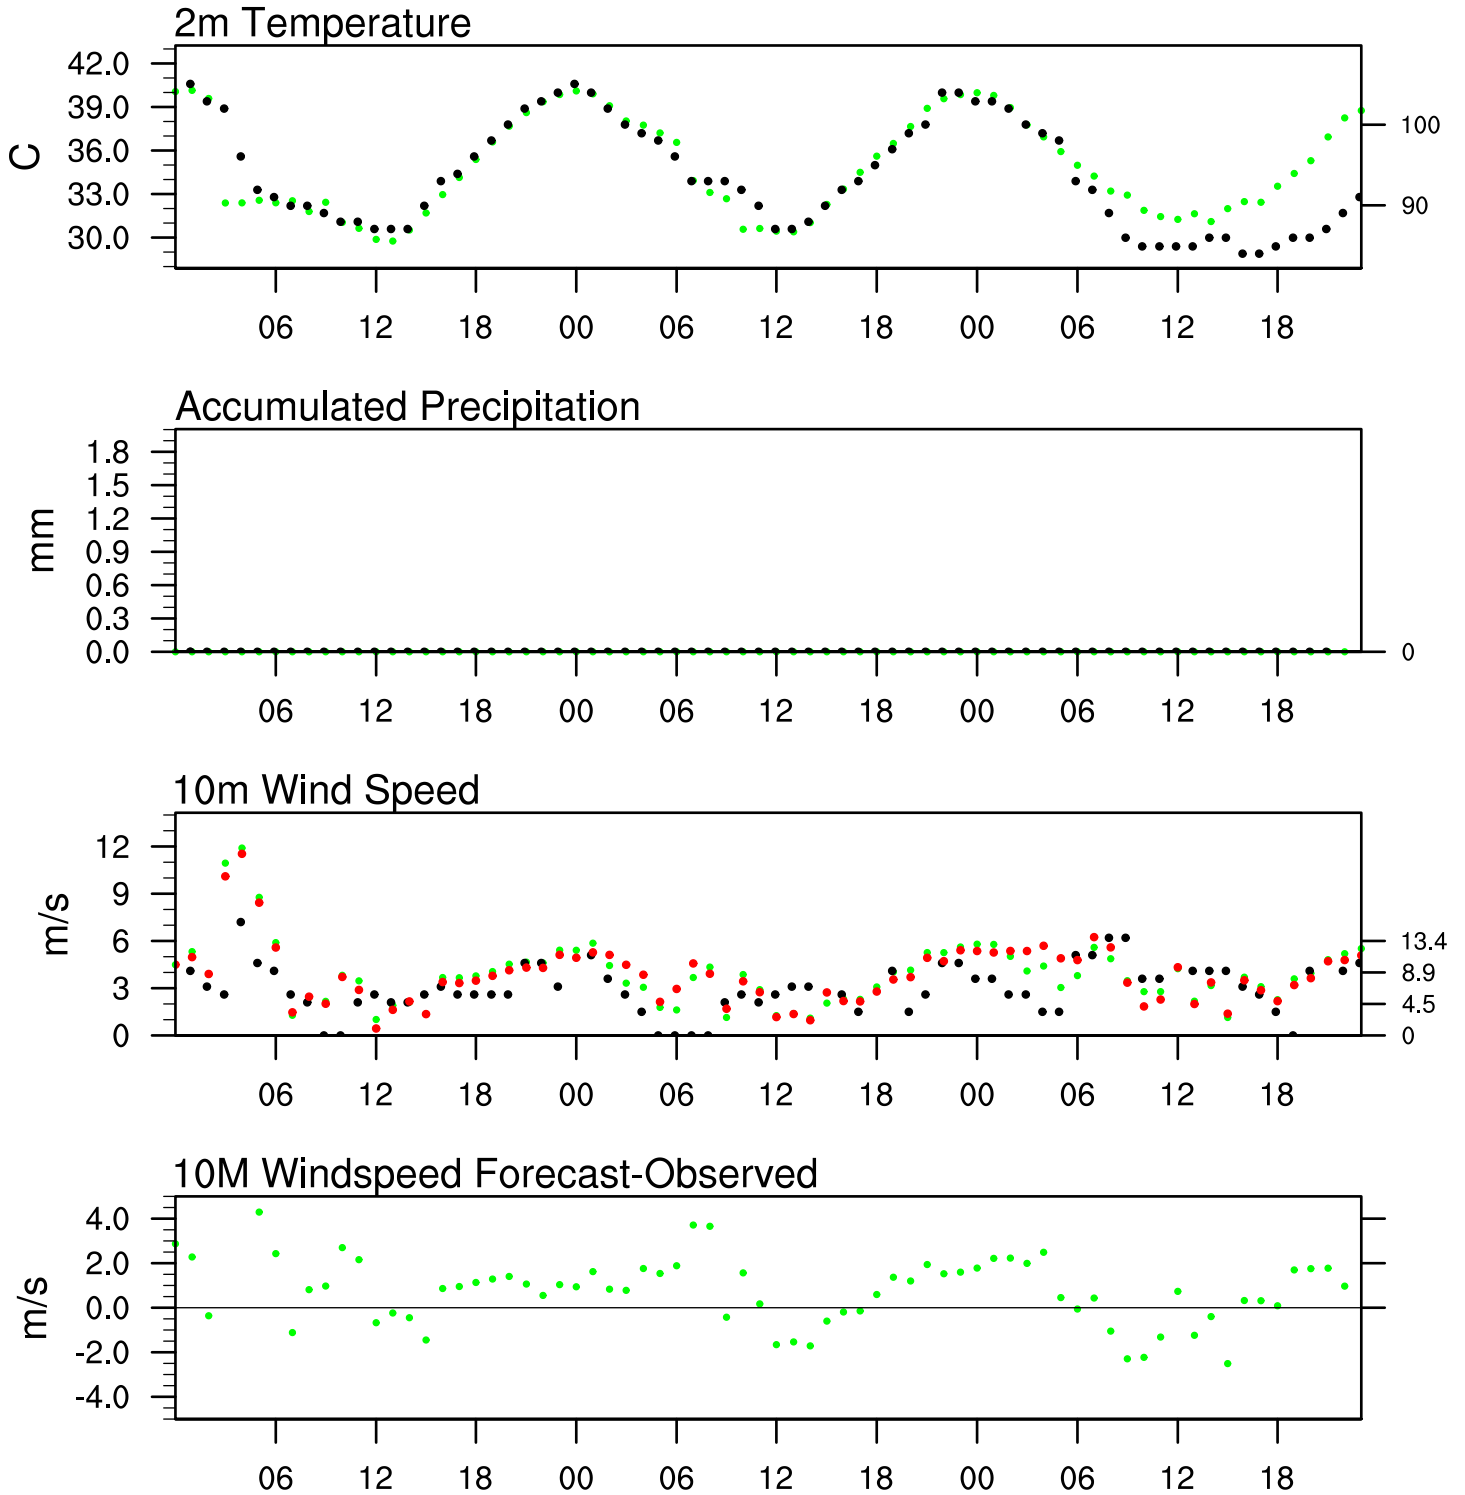 2m Temperature
42.0
39.0
36.0
33.0
30.0
C
100
90
06 12 18 00 06 12 18 00 06 12 18
Accumulated Precipitation
1.8
1.5
1.2
0.9
0.6
0.3
0.0
mm
0
06 12 18 00 06 12 18 00 06 12 18
10m Wind Speed
12
9
6
3
0
m/s
13.4
8.9
4.5
0
06 12 18 00 06 12 18 00 06 12 18
10M Windspeed Forecast-Observed
4.0
2.0
0.0
-2.0
-4.0
m/s
06 12 18 00 06 12 18 00 06 12 18